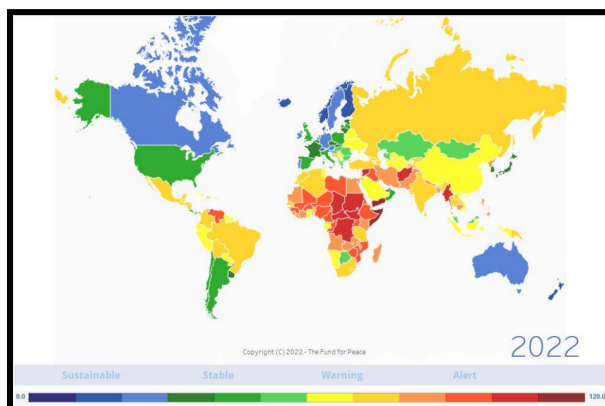 Copyright (C) 2022 - The Fund for Peace
2022
Sustainable Stable Warning Alert
0.0 120.0